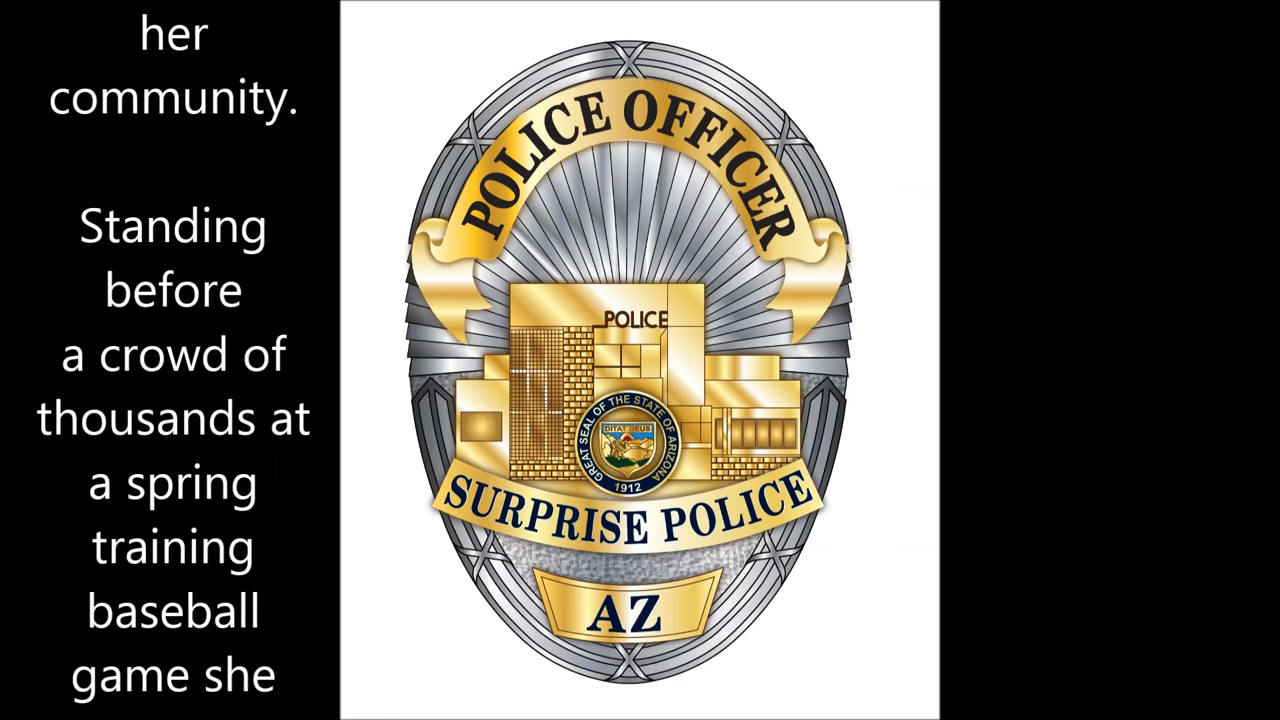 her
community.
Standing
before
a crowd of
thousands at
a spring
training
baseball
game she
POLICE OFFICER
POLICE
GREAT SEAL OF THE STATE OF ARIZONA
DITAT DEUS
1912
SURPRISE POLICE
AZ